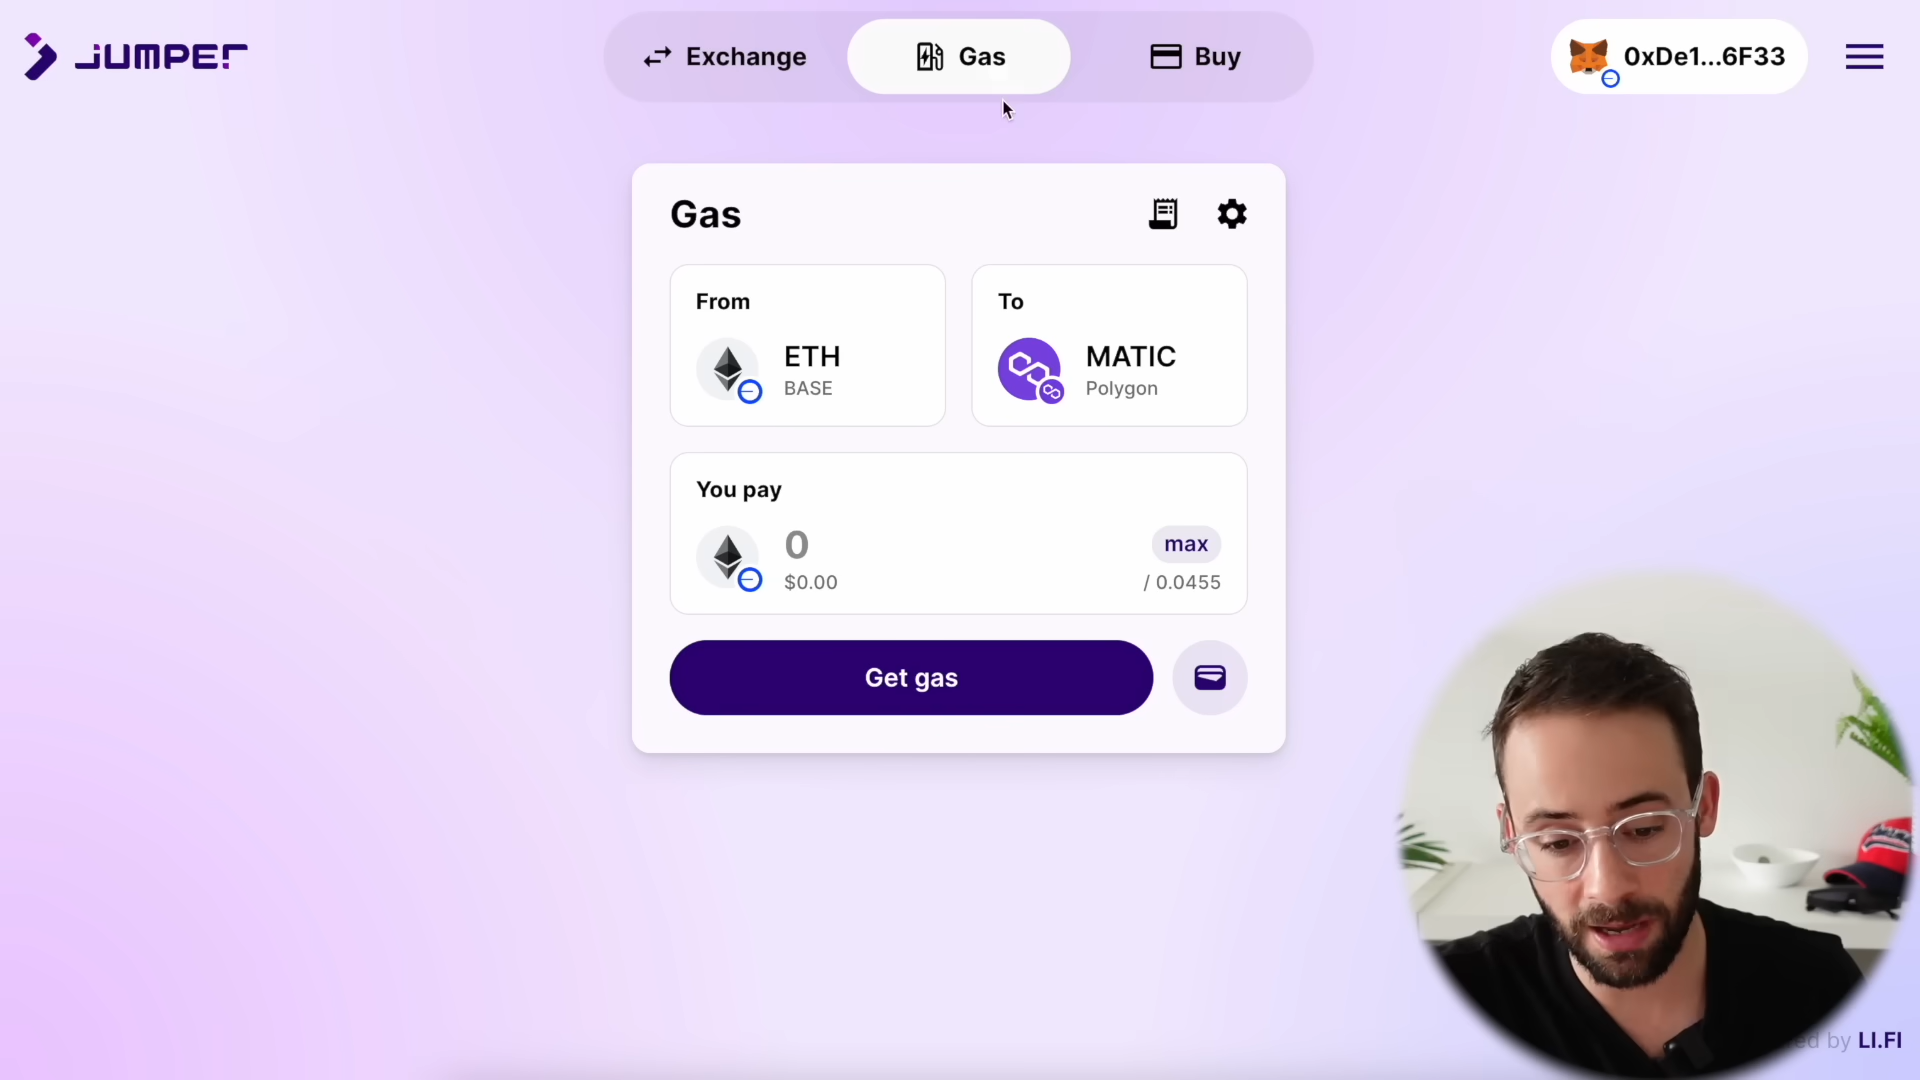 JUMPER
Exchange
Gas
Buy
0xDe1...6F33
Gas
From
ETH
BASE
To
MATIC
Polygon
You pay
0
$0.00
max
/ 0.0455
Get gas
ed by LI.FI